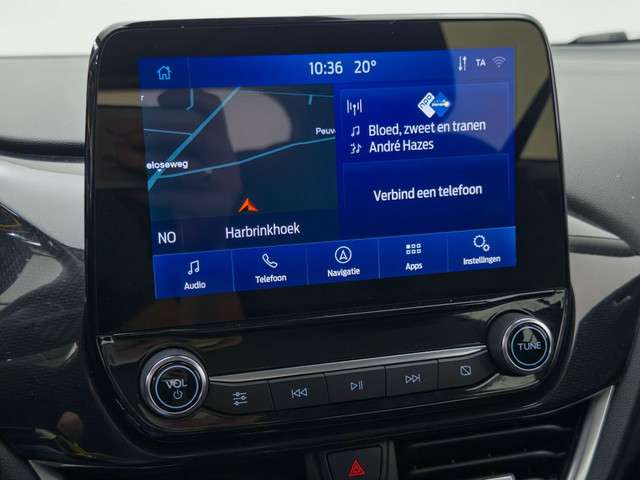 10:36 20°
TA
Peuv
eloseweg
NO
Harbrinkhoek
npo
Bloed, zweet en tranen
André Hazes
Verbind een telefoon
Audio
Telefoon
Navigatie
Apps
Instellingen
VOL
TUNE